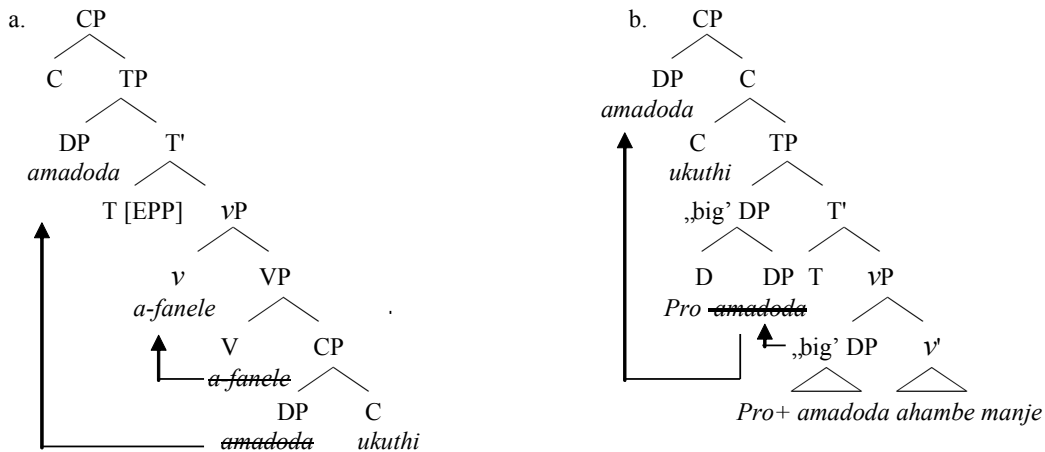 a. CP b. CP
C TP DP C
amadoda
DP T' C TP
amadoda ukuthi
T [EPP] vP „big’ DP T'
v VP D DP T vP
a-fanele Pro amadoda
V CP „big’ DP v'
a-fanele
DP C Pro+ amadoda ahambe manje
amadoda ukuthi